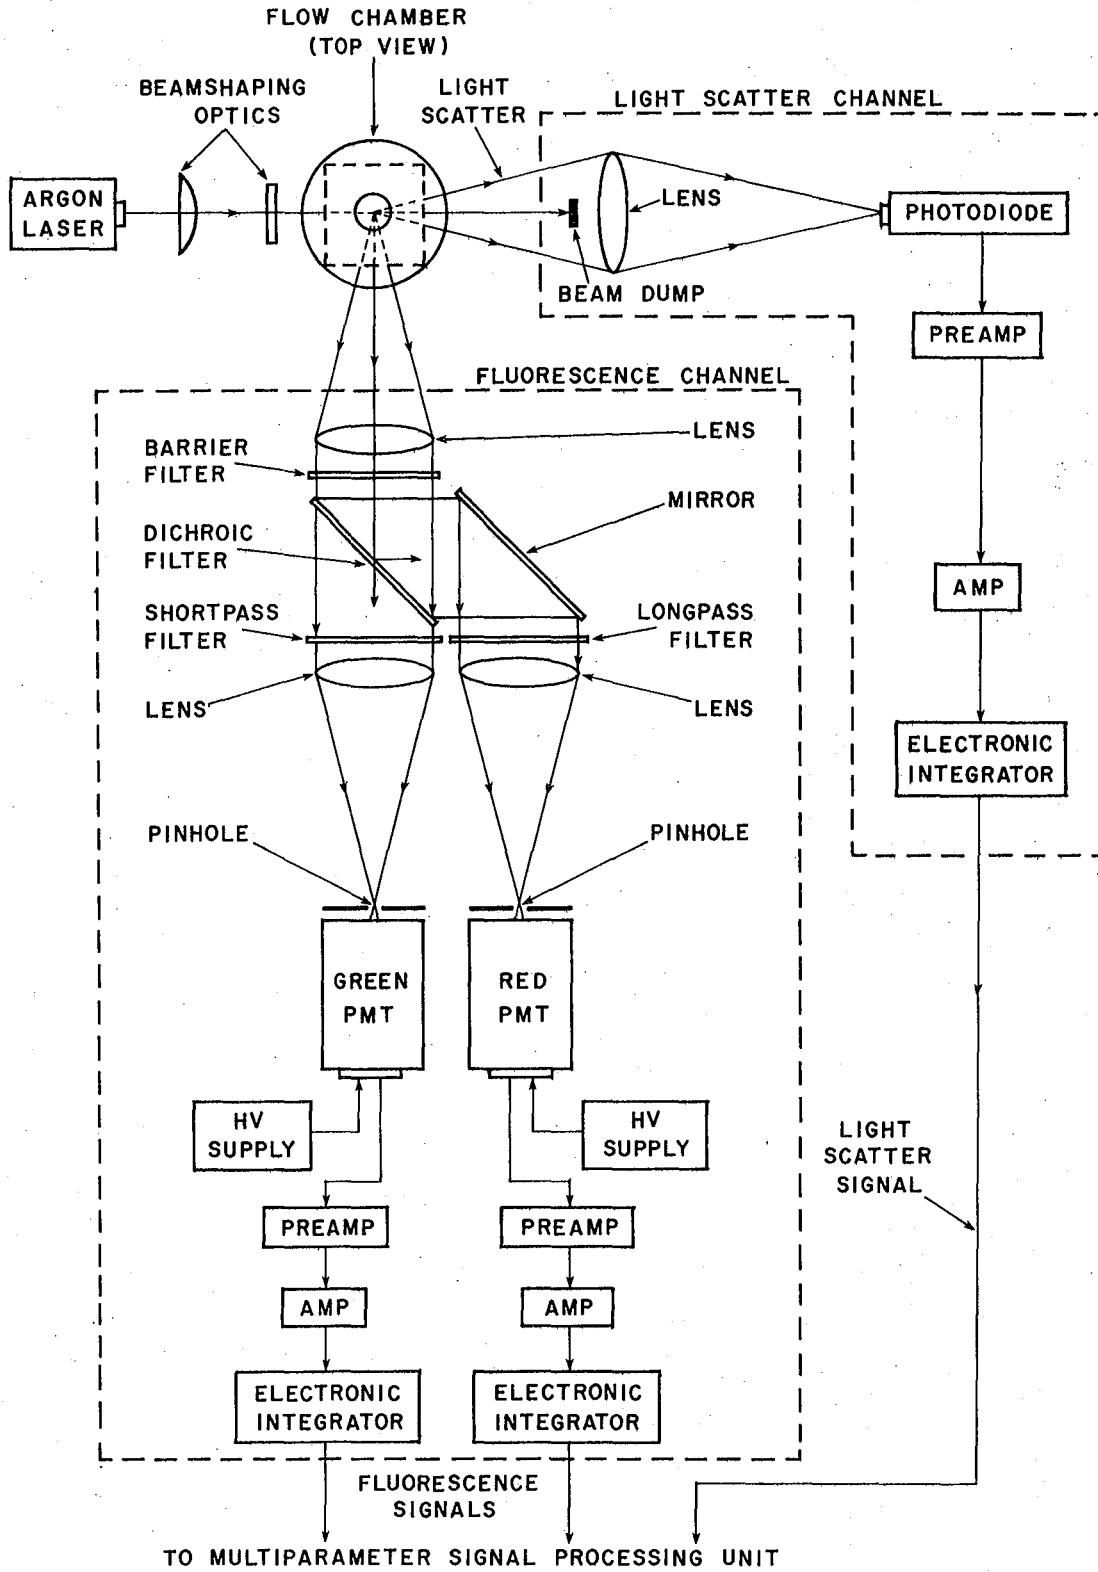 FLOW CHAMBER
(TOP VIEW)
BEAMSHAPING
OPTICS
LIGHT
SCATTER
LIGHT SCATTER CHANNEL
ARGON
LASER
LENS
PHOTODIODE
BEAM DUMP
PREAMP
FLUORESCENCE CHANNEL
LENS
BARRIER
FILTER
MIRROR
DICHROIC
FILTER
AMP
SHORTPASS
FILTER
LONGPASS
FILTER
LENS
LENS
ELECTRONIC
INTEGRATOR
PINHOLE
PINHOLE
GREEN
PMT
RED
PMT
HV
SUPPLY
HV
SUPPLY
LIGHT
SCATTER
SIGNAL
PREAMP
PREAMP
AMP
AMP
ELECTRONIC
INTEGRATOR
ELECTRONIC
INTEGRATOR
FLUORESCENCE
SIGNALS
TO MULTIPARAMETER SIGNAL PROCESSING UNIT